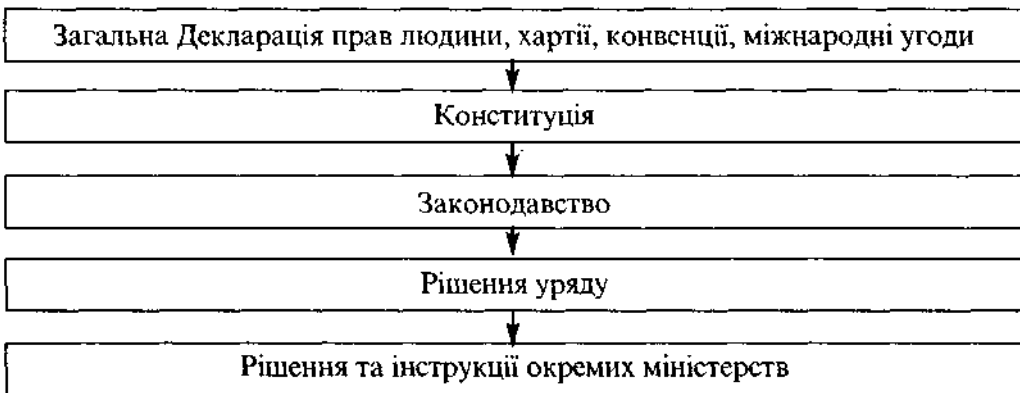 Загальна Декларація прав людини, хартії, конвенції, міжнародні угоди
Конституція
Законодавство
Рішення уряду
Рішення та інструкції окремих міністерств